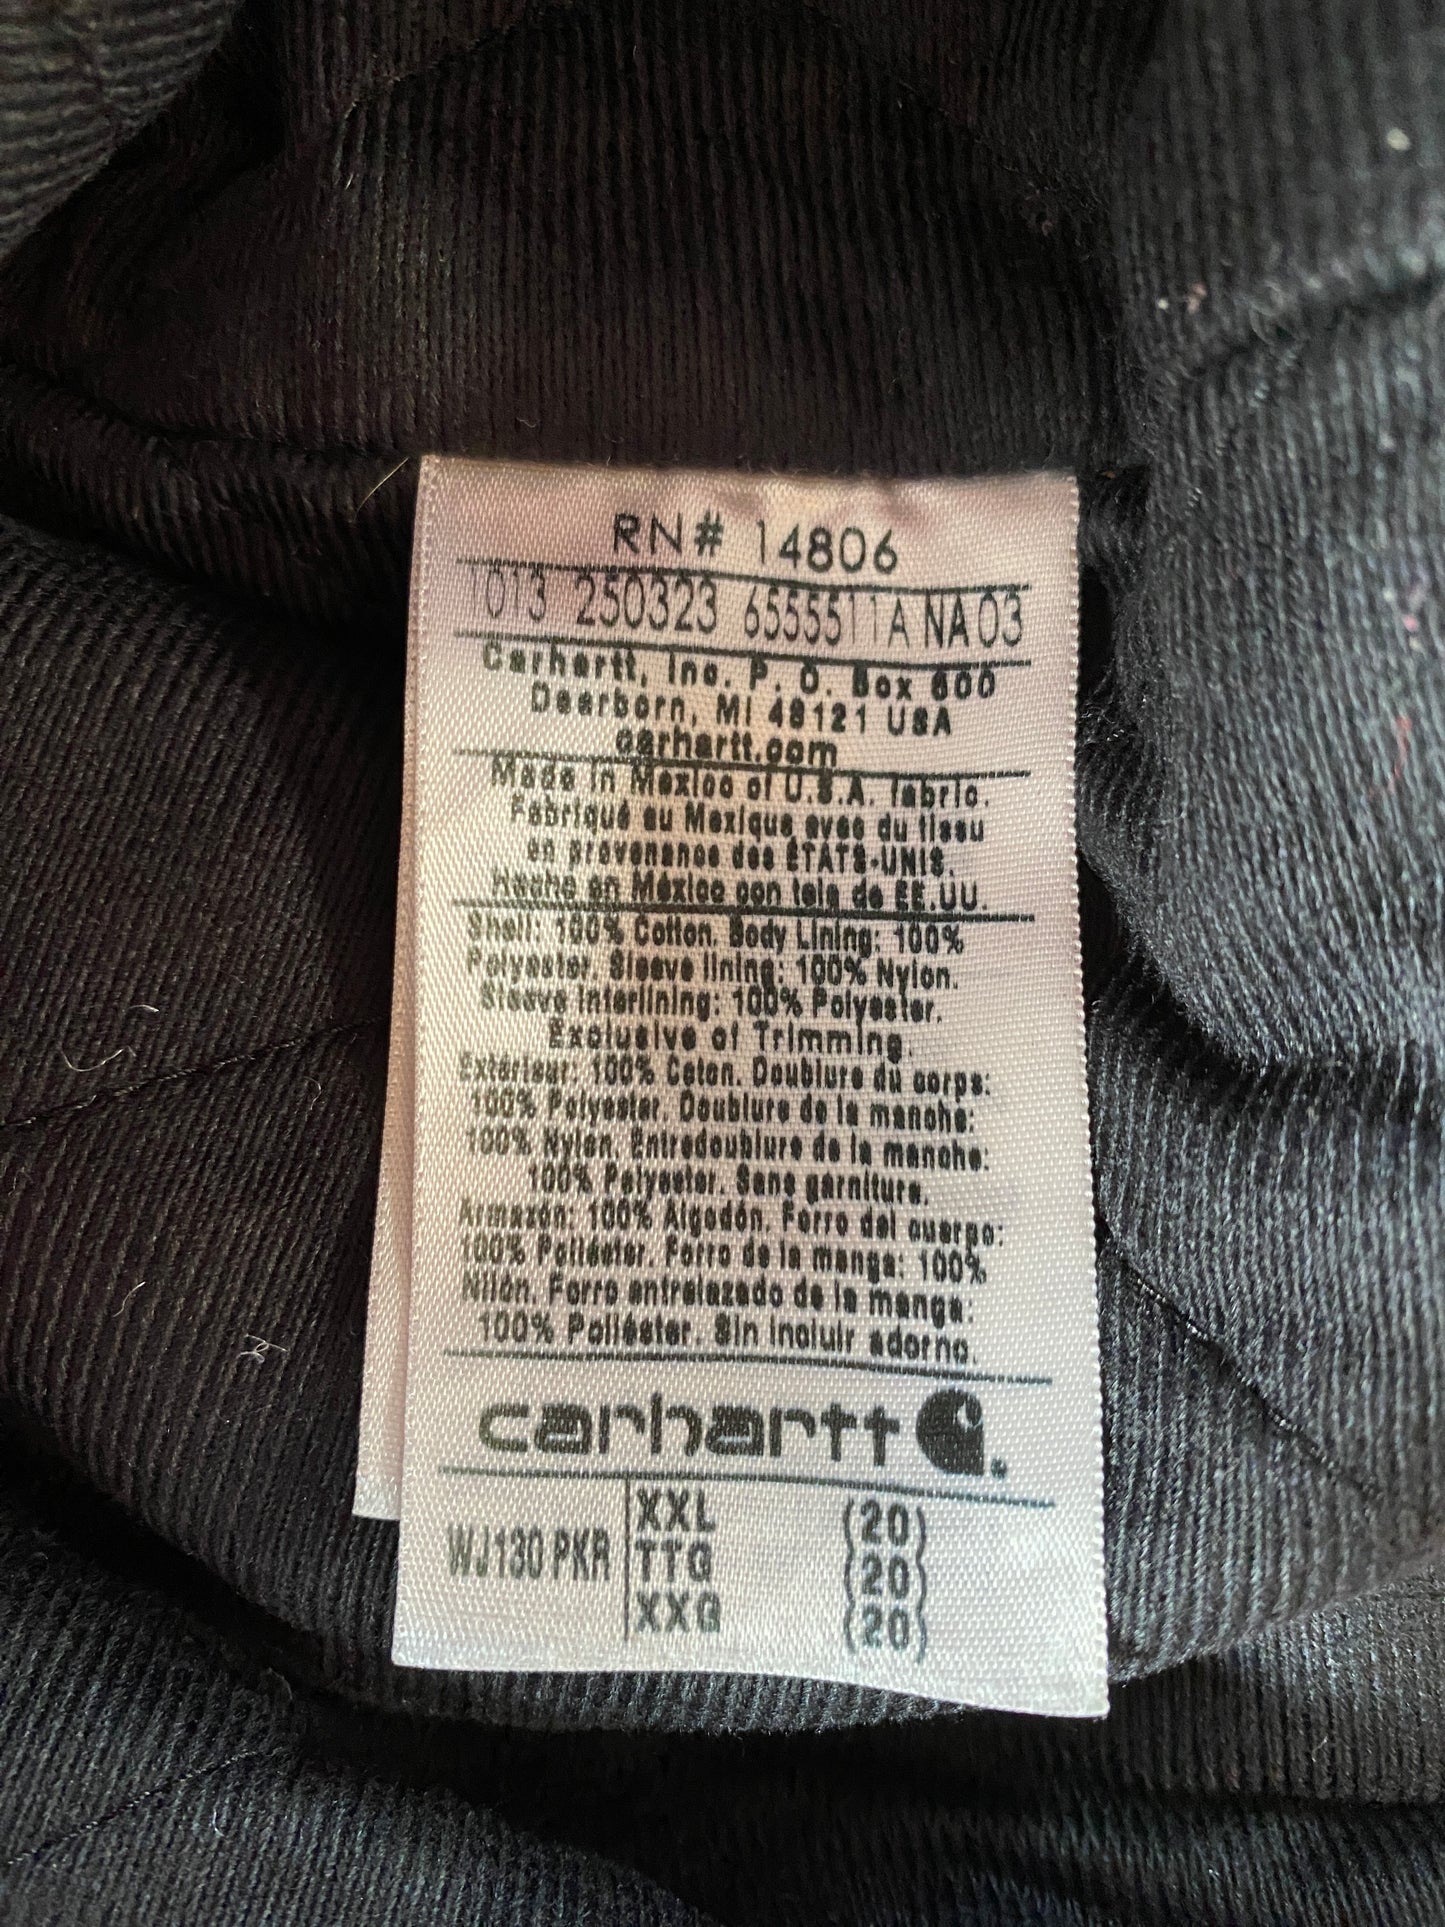 RN# 14806
1013 250323 6555511A NA 03
Carhartt, Inc. P. O. Box 600
Dearborn, MI 48121 USA
carhartt.com
Made in Mexico of U.S.A. fabric.
Fabriqué au Mexique avec du tissu
en provenance des ÉTATS-UNIS.
Hecho en México con tela de EE.UU.
Shell: 100% Cotton. Body Lining: 100%
Polyester. Sleeve lining: 100% Nylon.
Sleeve Interlining: 100% Polyester.
Exclusive of Trimming.
Extérieur: 100% Coton. Doublure du corps:
100% Polyester. Doublure de la manche:
100% Nylon. Entredoublure de la manche:
100% Polyester. Sans garniture.
Armazón: 100% Algodón. Forro del cuerpo:
100% Poliéster. Forro de la manga: 100%
Nilón. Forro entrelazado de la manga:
100% Poliéster. Sin incluir adorno.
carhartt
WJ130 PKR
XXL (20)
TTG (20)
XXG (20)